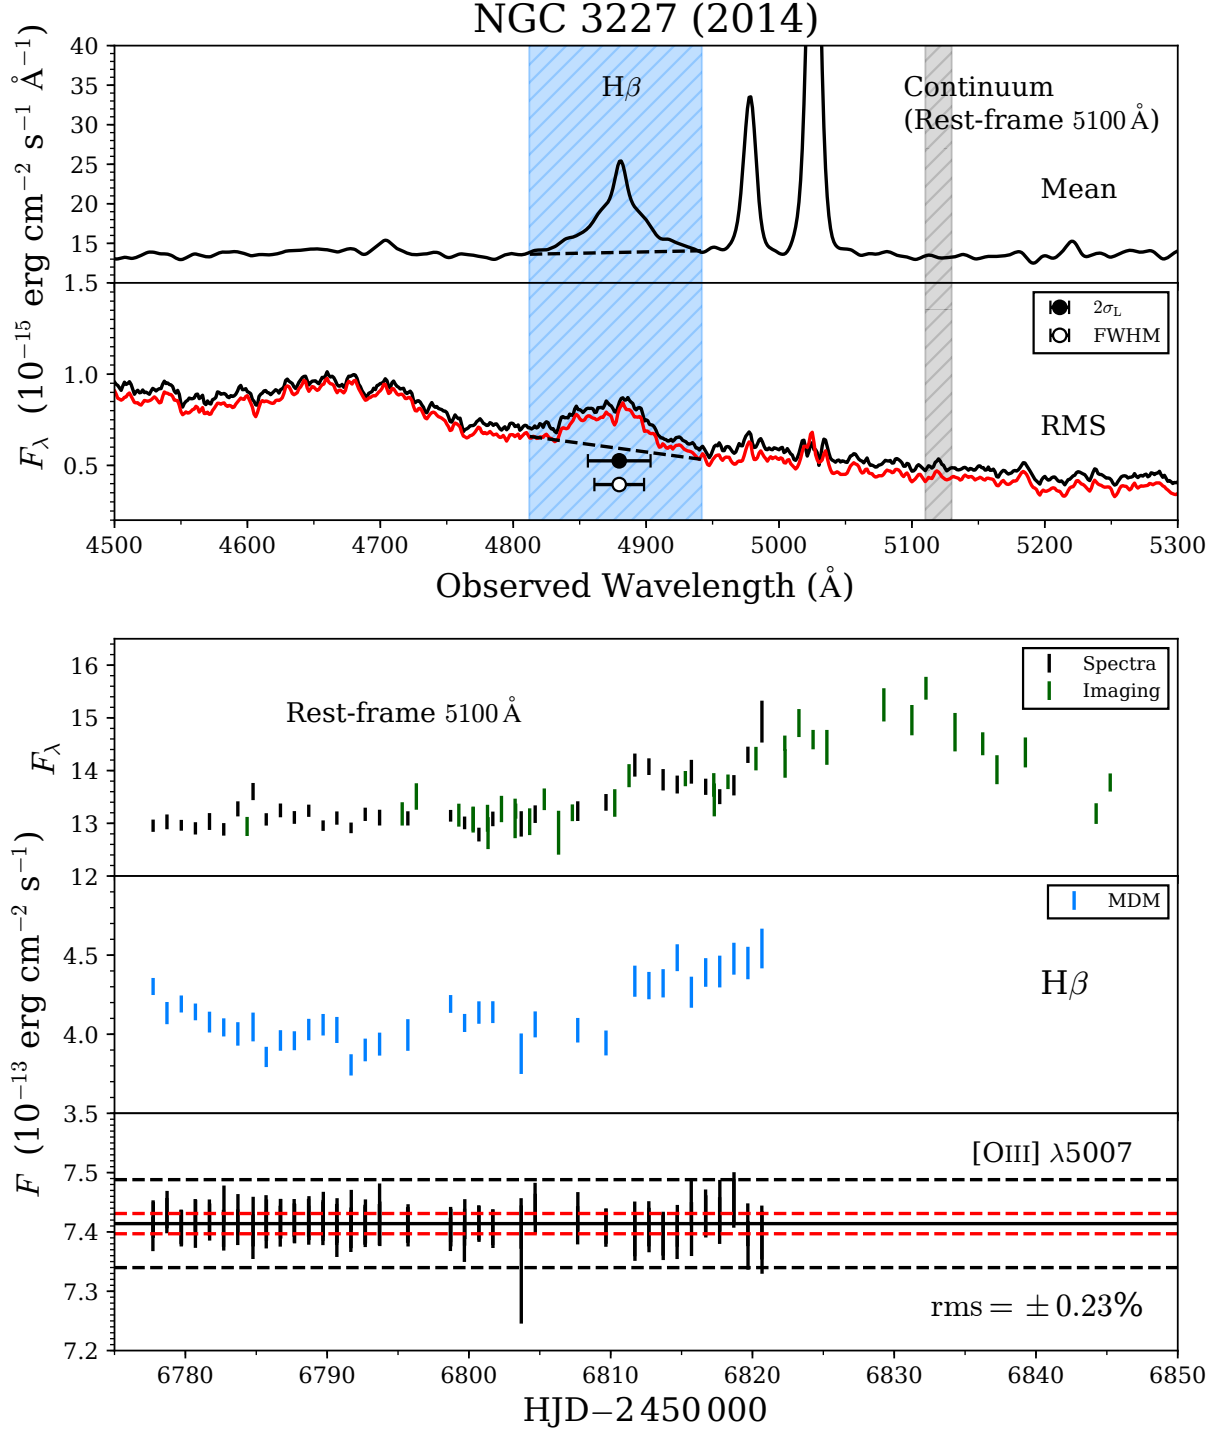 NGC 3227 (2014)
F_λ (10⁻¹⁵ erg cm⁻² s⁻¹ Å⁻¹)
40
35
30
25
20
15
Hβ
Continuum
(Rest-frame 5100 Å)
Mean
1.5
1.0
0.5
2σ_L
FWHM
RMS
4500 4600 4700 4800 4900 5000 5100 5200 5300
Observed Wavelength (Å)
F (10⁻¹³ erg cm⁻² s⁻¹)
F_λ
16
15
14
13
12
Rest-frame 5100 Å
Spectra
Imaging
4.5
4.0
3.5
MDM
Hβ
7.5
7.4
7.3
7.2
[OIII] λ5007
rms = ± 0.23%
6780 6790 6800 6810 6820 6830 6840 6850
HJD−2 450 000